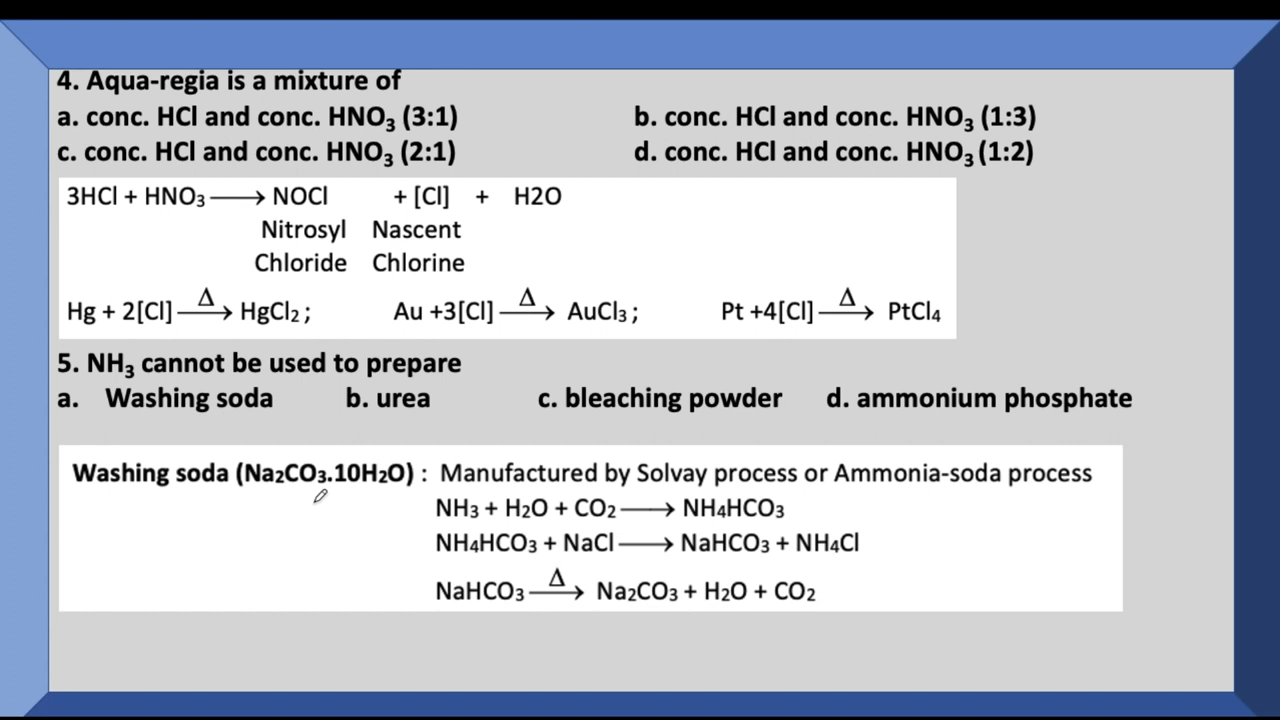 4. Aqua-regia is a mixture of
a. conc. HCl and conc. HNO₃ (3:1) b. conc. HCl and conc. HNO₃ (1:3)
c. conc. HCl and conc. HNO₃ (2:1) d. conc. HCl and conc. HNO₃ (1:2)
3HCl + HNO₃ ⟶ NOCl + [Cl] + H2O
Nitrosyl Nascent
Chloride Chlorine
Hg + 2[Cl] —Δ→ HgCl₂ ; Au +3[Cl] —Δ→ AuCl₃ ; Pt +4[Cl] —Δ→ PtCl₄
5. NH₃ cannot be used to prepare
a. Washing soda b. urea c. bleaching powder d. ammonium phosphate
Washing soda (Na₂CO₃.10H₂O) : Manufactured by Solvay process or Ammonia-soda process
NH₃ + H₂O + CO₂ ⟶ NH₄HCO₃
NH₄HCO₃ + NaCl ⟶ NaHCO₃ + NH₄Cl
NaHCO₃ —Δ→ Na₂CO₃ + H₂O + CO₂